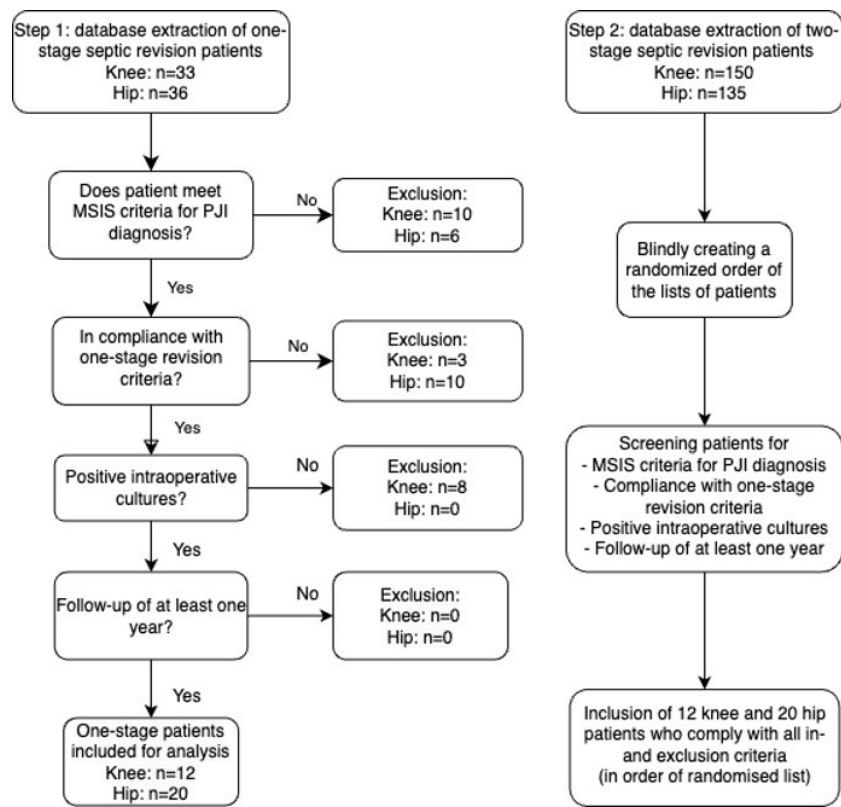 Step 1: database extraction of one-
stage septic revision patients
Knee: n=33
Hip: n=36
Does patient meet
MSIS criteria for PJI
diagnosis?
No
Exclusion:
Knee: n=10
Hip: n=6
Yes
In compliance with
one-stage revision
criteria?
No
Exclusion:
Knee: n=3
Hip: n=10
Yes
Positive intraoperative
cultures?
No
Exclusion:
Knee: n=8
Hip: n=0
Yes
Follow-up of at least one
year?
No
Exclusion:
Knee: n=0
Hip: n=0
Yes
One-stage patients
included for analysis
Knee: n=12
Hip: n=20
Step 2: database extraction of two-
stage septic revision patients
Knee: n=150
Hip: n=135
Blindly creating a
randomized order of
the lists of patients
Screening patients for
- MSIS criteria for PJI diagnosis
- Compliance with one-stage
revision criteria
- Positive intraoperative cultures
- Follow-up of at least one year
Inclusion of 12 knee and 20 hip
patients who comply with all in-
and exclusion criteria
(in order of randomised list)